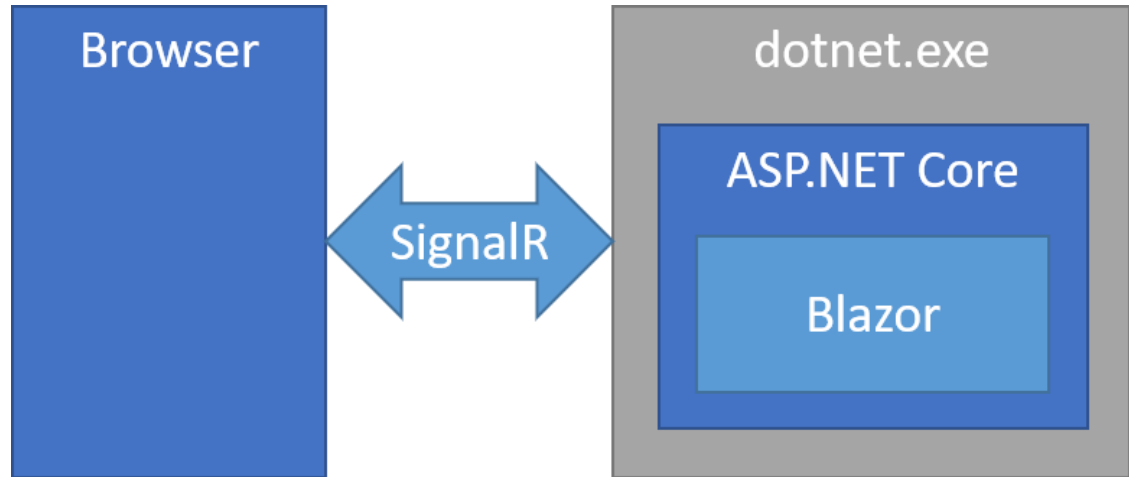 Browser
dotnet.exe
ASP.NET Core
SignalR
Blazor